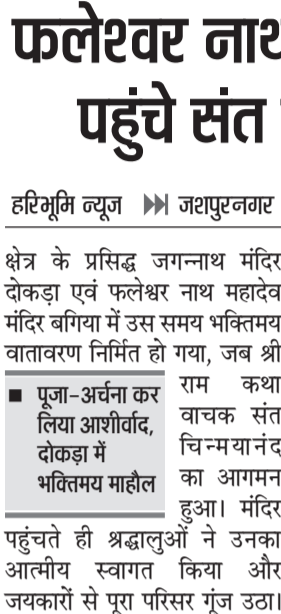 फलेश्वर नाथ
पहुंचे संत
हरिभूमि न्यूज जशपुरनगर
क्षेत्र के प्रसिद्ध जगन्नाथ मंदिर
दोकड़ा एवं फलेश्वर नाथ महादेव
मंदिर बगिया में उस समय भक्तिमय
वातावरण निर्मित हो गया, जब श्री
■ पूजा-अर्चना कर
लिया आशीर्वाद,
दोकड़ा में
भक्तिमय माहौल
राम कथा
वाचक संत
चिन्मयानंद
का आगमन
हुआ। मंदिर
पहुंचते ही श्रद्धालुओं ने उनका
आत्मीय स्वागत किया और
जयकारों से पूरा परिसर गूंज उठा।